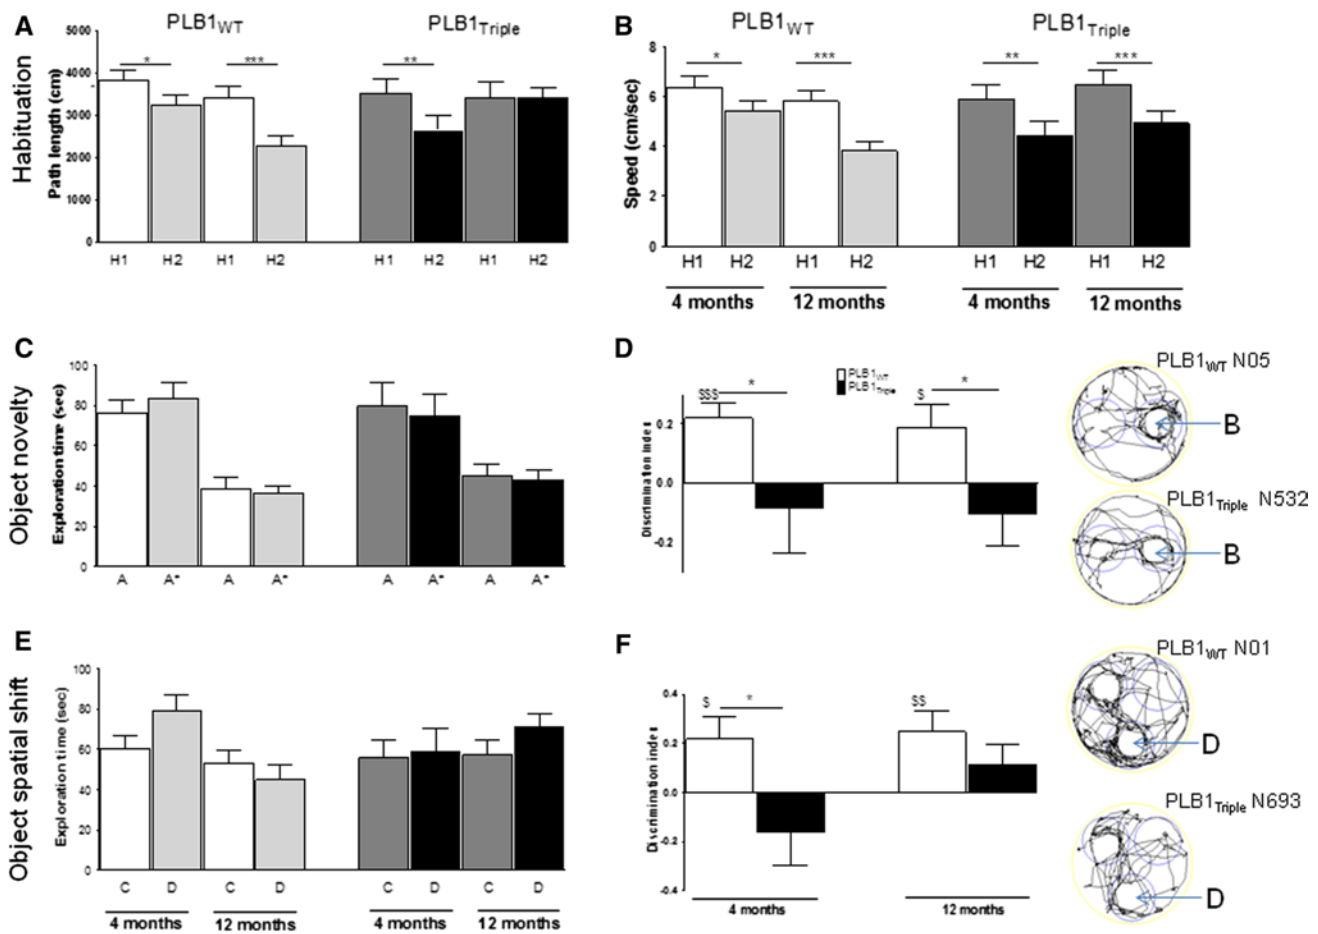 A
PLB1WT
PLB1Triple
Habituation
Path length (cm)
5000
4000
3000
2000
1000
0
* *** **
H1 H2 H1 H2 H1 H2 H1 H2
B
PLB1WT
PLB1Triple
Speed (cm/sec)
8
6
4
2
0
* *** ** ***
H1 H2 H1 H2 H1 H2 H1 H2
4 months 12 months 4 months 12 months
C
Object novelty
Exploration time (sec)
100
80
60
40
20
0
A A* A A* A A* A A*
D
Discrimination index
0.2
0.0
-0.2
$$$ * $ *
PLB1WT
PLB1Triple
PLB1WT N05
B
PLB1Triple N532
B
E
Object spatial shift
Exploration time (sec)
100
80
60
40
20
0
C D C D C D C D
4 months 12 months 4 months 12 months
F
Discrimination index
0.4
0.2
0.0
-0.2
-0.4
$ * $$
4 months 12 months
PLB1WT N01
D
PLB1Triple N693
D